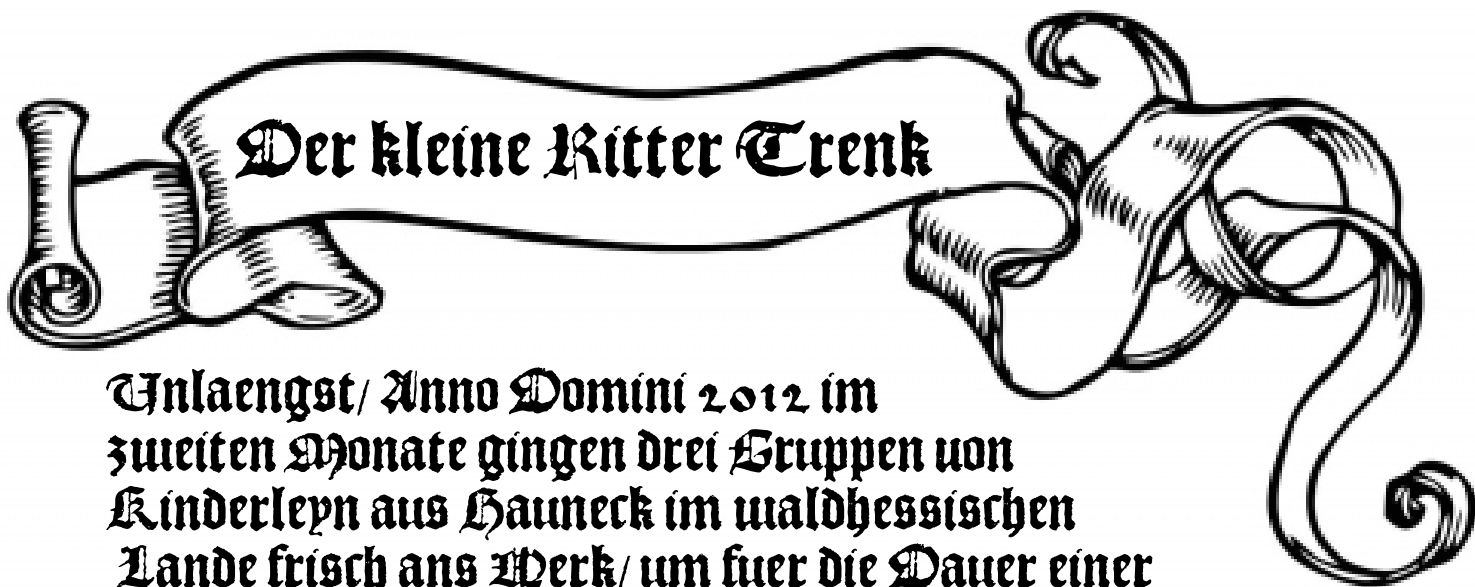 Der kleine Ritter Trenk
Unlaengst/ Anno Domini 2012 im
zweiten Monate gingen drei Gruppen von
Kinderleyn aus Hauneck im waldhessischen
Lande frisch ans Werk/ um fuer die Dauer einer